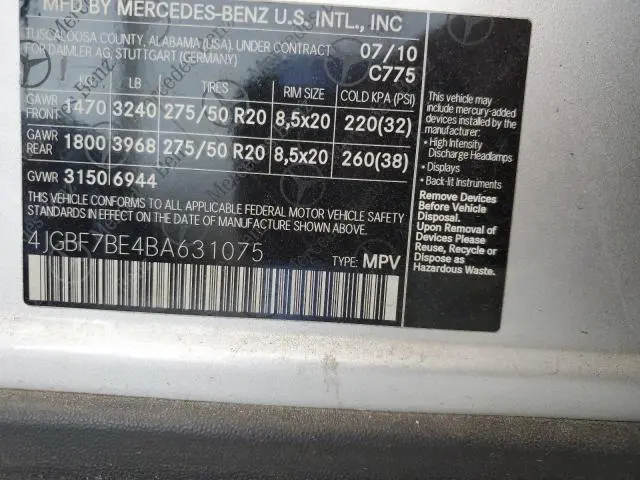 MFD BY MERCEDES-BENZ U.S. INTL., INC
TUSCALOOSA COUNTY, ALABAMA (USA), UNDER CONTRACT
FOR DAIMLER AG, STUTTGART (GERMANY)
07/10
C775
KG LB TIRES RIM SIZE COLD KPA (PSI)
GAWR FRONT 1470 3240 275/50 R20 8,5x20 220(32)
GAWR REAR 1800 3968 275/50 R20 8,5x20 260(38)
GVWR 3150 6944
THIS VEHICLE CONFORMS TO ALL APPLICABLE FEDERAL MOTOR VEHICLE SAFETY
STANDARDS IN EFFECT ON THE DATE OF MANUFACTURE SHOWN ABOVE.
4JGBF7BE4BA631075
TYPE: MPV
This vehicle may
include mercury-added
devices installed by the
manufacturer:
• High Intensity
Discharge Headlamps
• Displays
• Back-lit Instruments
Remove Devices
Before Vehicle
Disposal.
Upon Removal of
Devices Please
Reuse, Recycle or
Dispose as
Hazardous Waste.